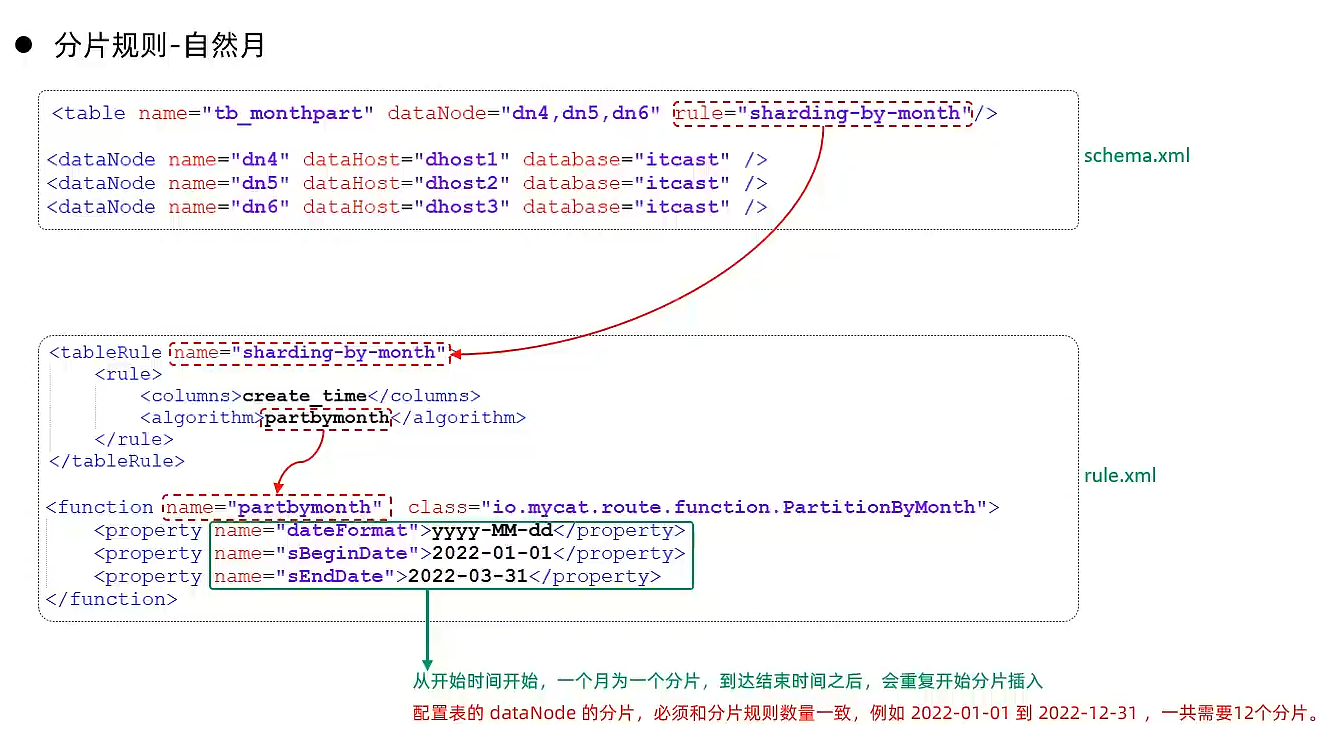 ● 分片规则-自然月
<table name="tb_monthpart" dataNode="dn4,dn5,dn6" rule="sharding-by-month"/>
<dataNode name="dn4" dataHost="dhost1" database="itcast" />
<dataNode name="dn5" dataHost="dhost2" database="itcast" />
<dataNode name="dn6" dataHost="dhost3" database="itcast" />
schema.xml
<tableRule name="sharding-by-month">
<rule>
<columns>create_time</columns>
<algorithm>partbymonth</algorithm>
</rule>
</tableRule>
<function name="partbymonth" class="io.mycat.route.function.PartitionByMonth">
<property name="dateFormat">yyyy-MM-dd</property>
<property name="sBeginDate">2022-01-01</property>
<property name="sEndDate">2022-03-31</property>
</function>
rule.xml
从开始时间开始，一个月为一个分片，到达结束时间之后，会重复开始分片插入
配置表的 dataNode 的分片，必须和分片规则数量一致，例如 2022-01-01 到 2022-12-31 ，一共需要12个分片。